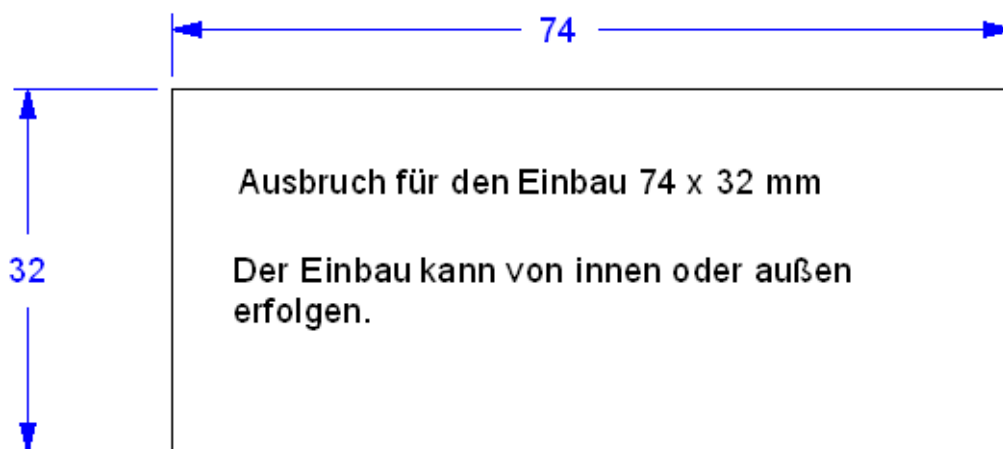 74
Ausbruch für den Einbau 74 x 32 mm
32
Der Einbau kann von innen oder außen
erfolgen.